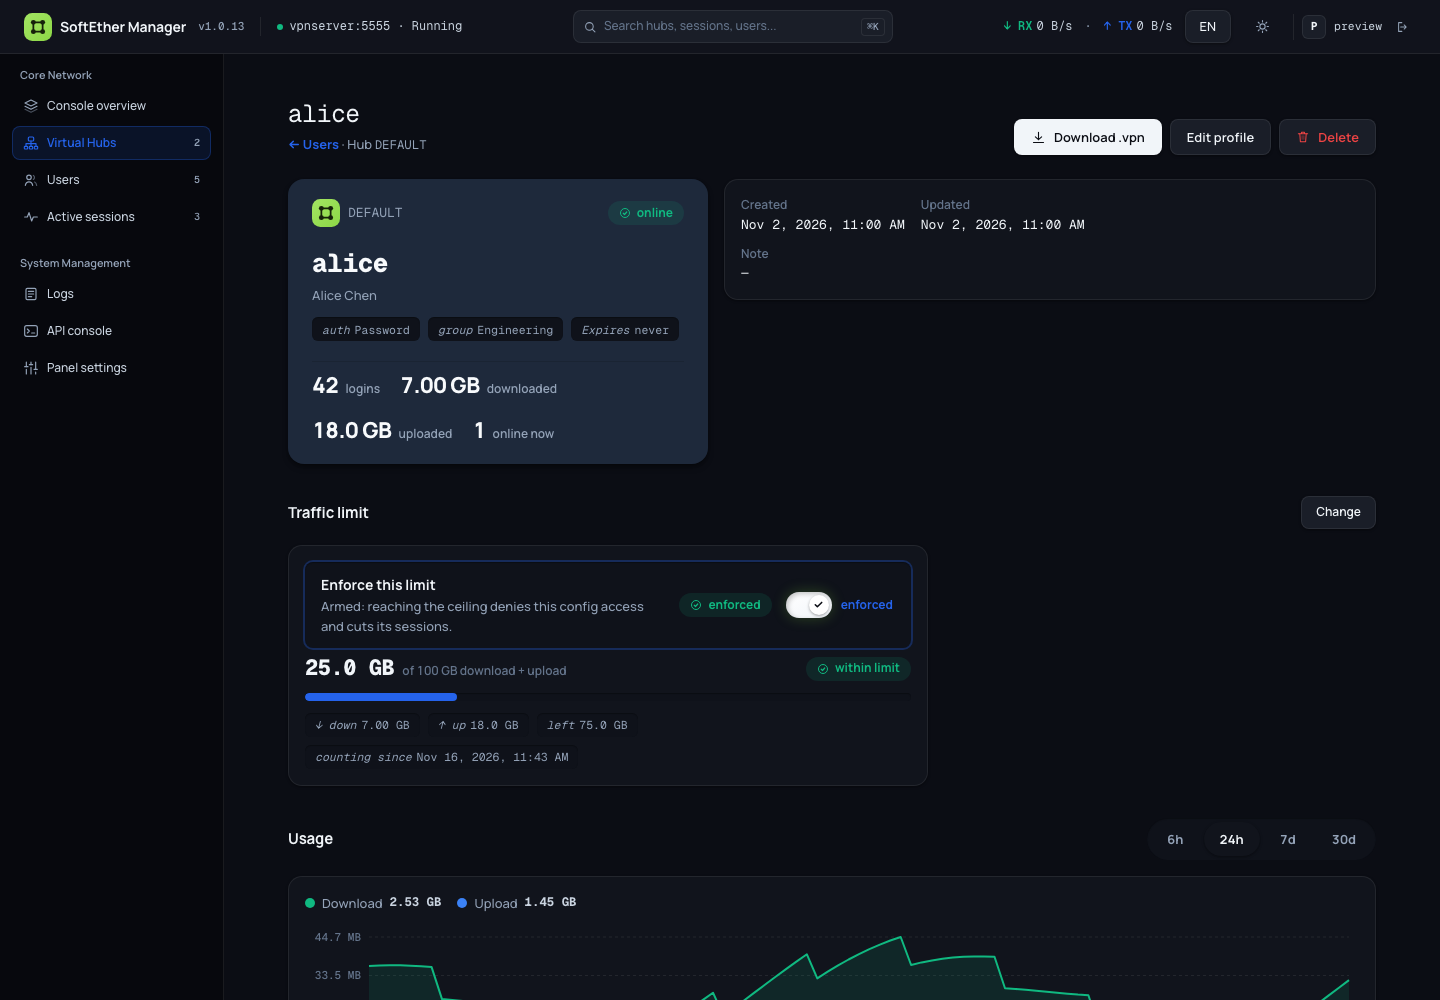 SoftEther Manager v1.0.13
vpnserver:5555 · Running
Search hubs, sessions, users... ⌘K
↓ RX 0 B/s · ↑ TX 0 B/s
EN
P preview
Core Network
Console overview
Virtual Hubs 2
Users 5
Active sessions 3
System Management
Logs
API console
Panel settings
alice
← Users · Hub DEFAULT
Download .vpn
Edit profile
Delete
DEFAULT
online
alice
Alice Chen
auth Password
group Engineering
Expires never
42 logins 7.00 GB downloaded
18.0 GB uploaded 1 online now
Created Updated
Nov 2, 2026, 11:00 AM Nov 2, 2026, 11:00 AM
Note
—
Traffic limit
Change
Enforce this limit
Armed: reaching the ceiling denies this config access
and cuts its sessions.
enforced
enforced
25.0 GB of 100 GB download + upload
within limit
↓ down 7.00 GB
↑ up 18.0 GB
left 75.0 GB
counting since Nov 16, 2026, 11:43 AM
Usage
6h 24h 7d 30d
Download 2.53 GB Upload 1.45 GB
44.7 MB
33.5 MB